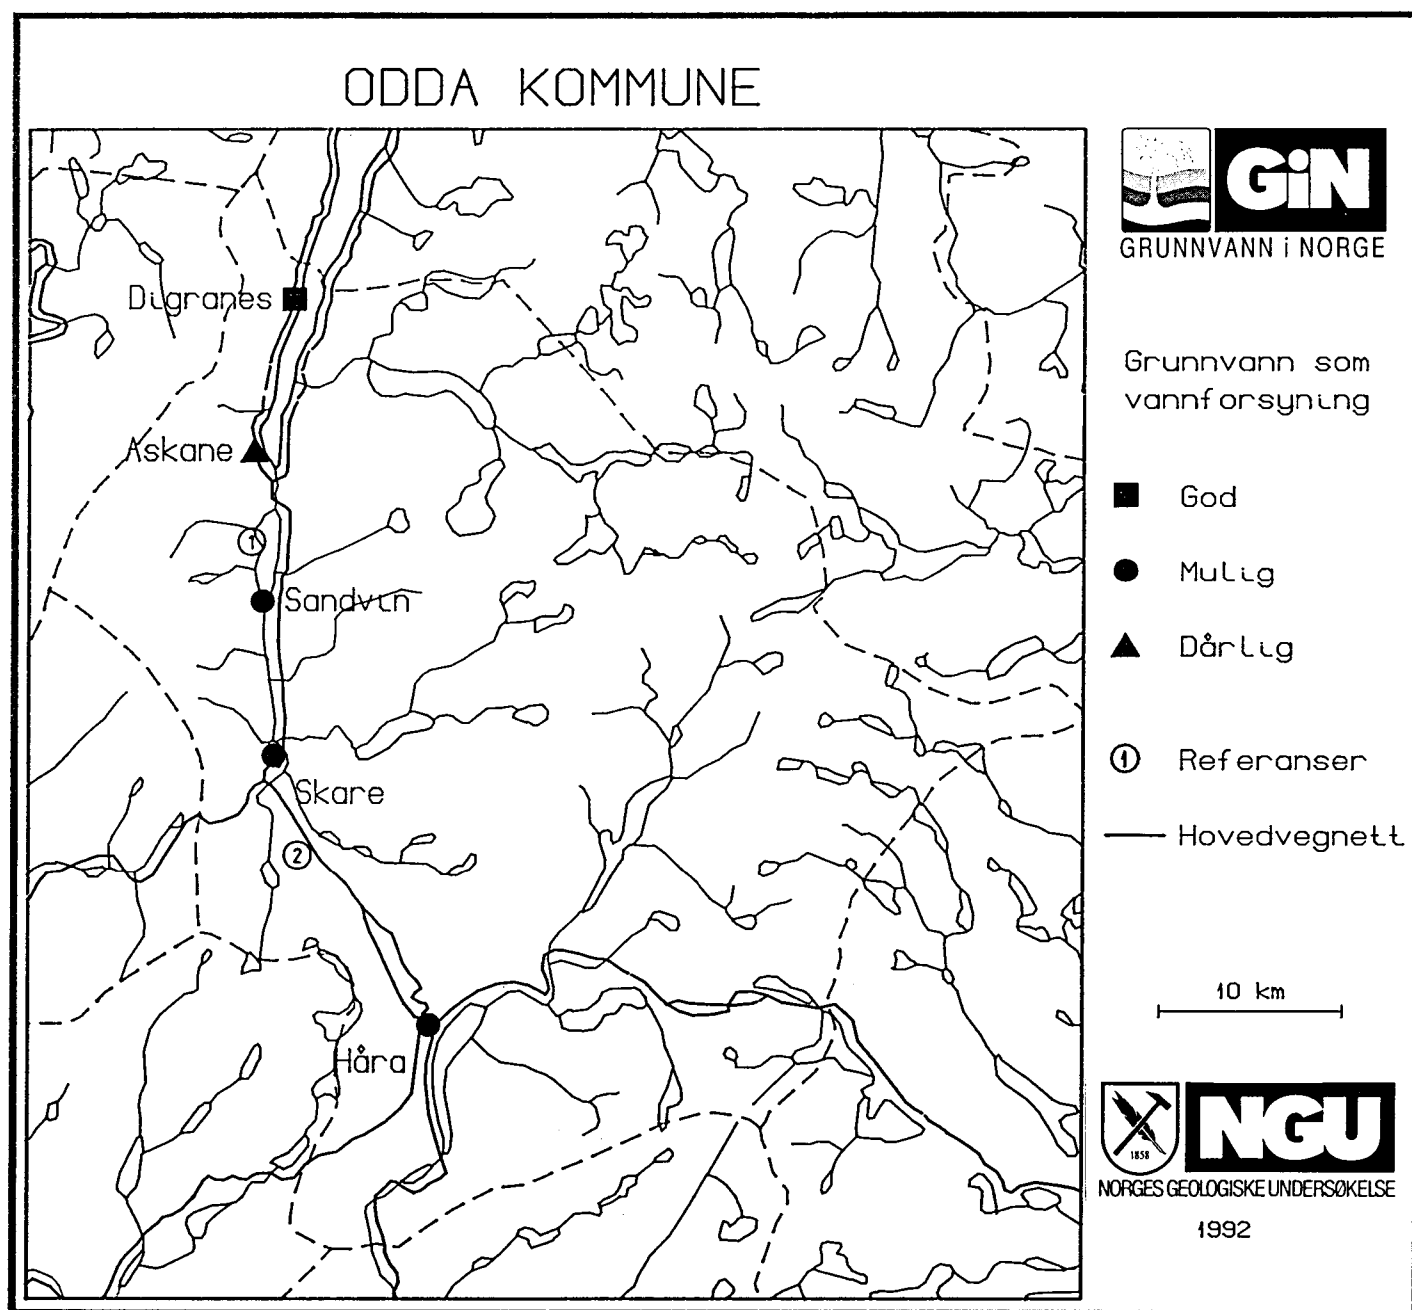 ODDA KOMMUNE
GiN
GRUNNVANN i NORGE
Digranes
Askane
1
Sandvin
Skare
2
Håra
Grunnvann som
vannforsyning
God
Mulig
Dårlig
1 Referanser
Hovedvegnett
10 km
1858
NGU
NORGES GEOLOGISKE UNDERSØKELSE
1992